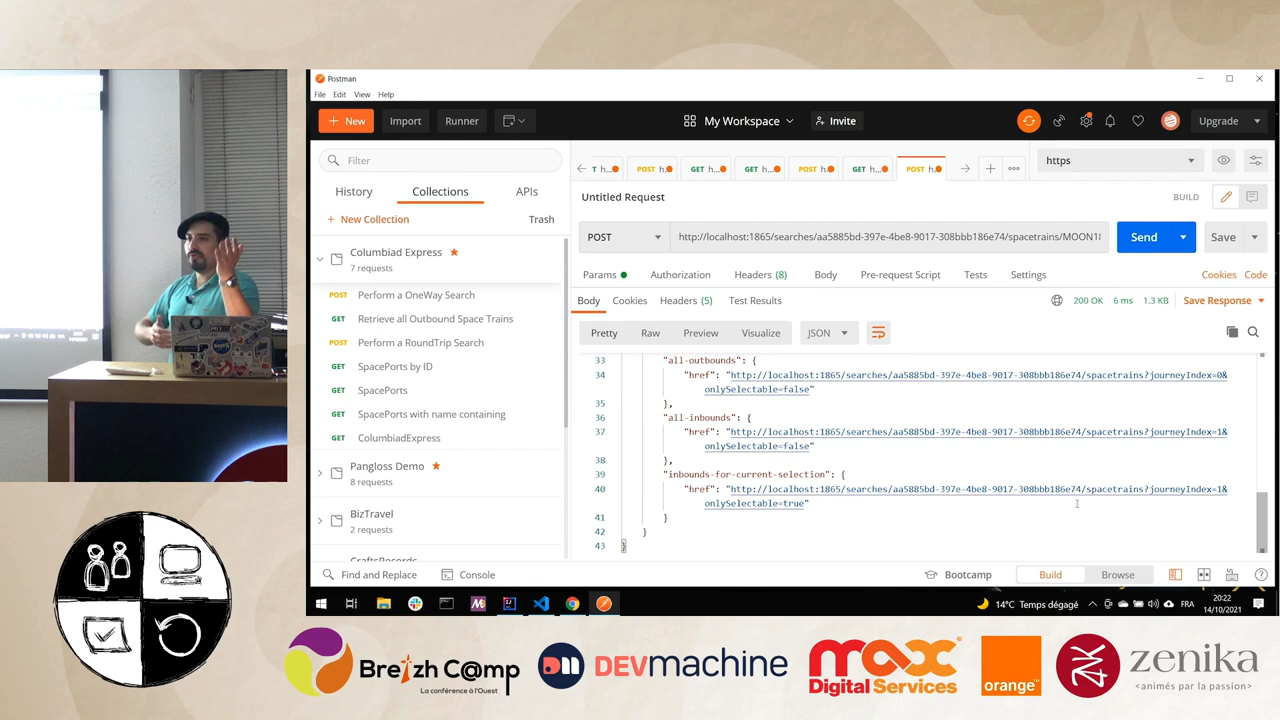 Postman
File Edit View Help
+ New Import Runner My Workspace Invite Upgrade
Filter
History Collections APIs
+ New Collection Trash
Columbiad Express
7 requests
POST Perform a OneWay Search
GET Retrieve all Outbound Space Trains
POST Perform a RoundTrip Search
GET SpacePorts by ID
GET SpacePorts
GET SpacePorts with name containing
GET ColumbiadExpress
Pangloss Demo
8 requests
BizTravel
2 requests
CraftsRecords
T h... POST h. GET h... GET h... POST h. GET h... POST h. https
Untitled Request BUILD
POST http://localhost:1865/searches/aa5885bd-397e-4be8-9017-308bbb186e74/spacetrains/MOON18 Send Save
Params Authorization Headers (8) Body Pre-request Script Tests Settings Cookies Code
Body Cookies Headers (5) Test Results 200 OK 6 ms 1.3 KB Save Response
Pretty Raw Preview Visualize JSON
33 "all-outbounds": {
34 "href": "http://localhost:1865/searches/aa5885bd-397e-4be8-9017-308bbb186e74/spacetrains?journeyIndex=0&
onlySelectable=false"
35 },
36 "all-inbounds": {
37 "href": "http://localhost:1865/searches/aa5885bd-397e-4be8-9017-308bbb186e74/spacetrains?journeyIndex=1&
onlySelectable=false"
38 },
39 "inbounds-for-current-selection": {
40 "href": "http://localhost:1865/searches/aa5885bd-397e-4be8-9017-308bbb186e74/spacetrains?journeyIndex=1&
onlySelectable=true"
41 }
42 }
43 }
Find and Replace Console Bootcamp Build Browse
14°C Temps dégagé FRA 20:22
14/10/2021
Breizh C@mp
La conférence à l'Ouest
DEVmachine
max
Digital Services
orange™
zenika
<animés par la passion>